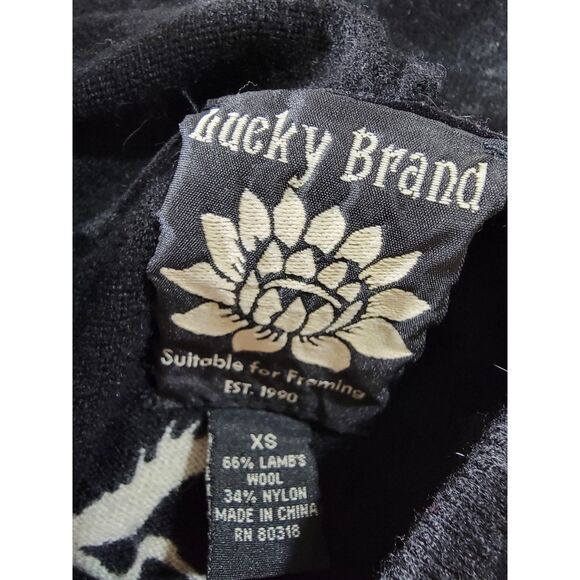 Lucky Brand
Suitable for Framing
EST. 1990
XS
66% LAMB'S
WOOL
34% NYLON
MADE IN CHINA
RN 80318